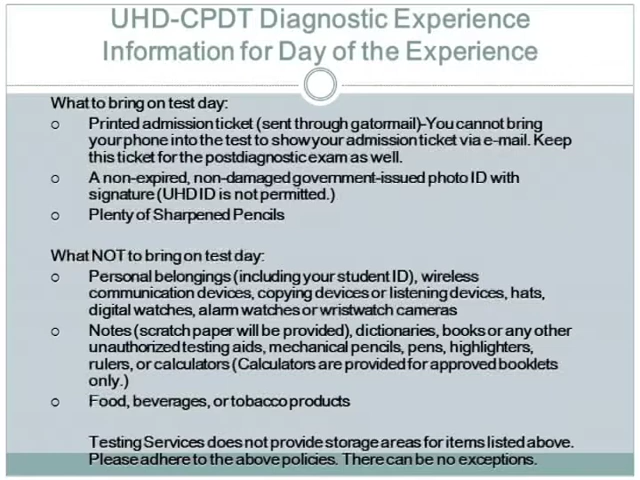 UHD-CPDT Diagnostic Experience
Information for Day of the Experience
What to bring on test day:
o Printed admission ticket (sent through gatormail)-You cannot bring
your phone into the test to show your admission ticket via e-mail. Keep
this ticket for the postdiagnostic exam as well.
o A non-expired, non-damaged government-issued photo ID with
signature (UHD ID is not permitted.)
o Plenty of Sharpened Pencils
What NOT to bring on test day:
o Personal belongings (including your student ID), wireless
communication devices, copying devices or listening devices, hats,
digital watches, alarm watches or wristwatch cameras
o Notes (scratch paper will be provided), dictionaries, books or any other
unauthorized testing aids, mechanical pencils, pens, highlighters,
rulers, or calculators (Calculators are provided for approved booklets
only.)
o Food, beverages, or tobacco products
Testing Services does not provide storage areas for items listed above.
Please adhere to the above policies. There can be no exceptions.